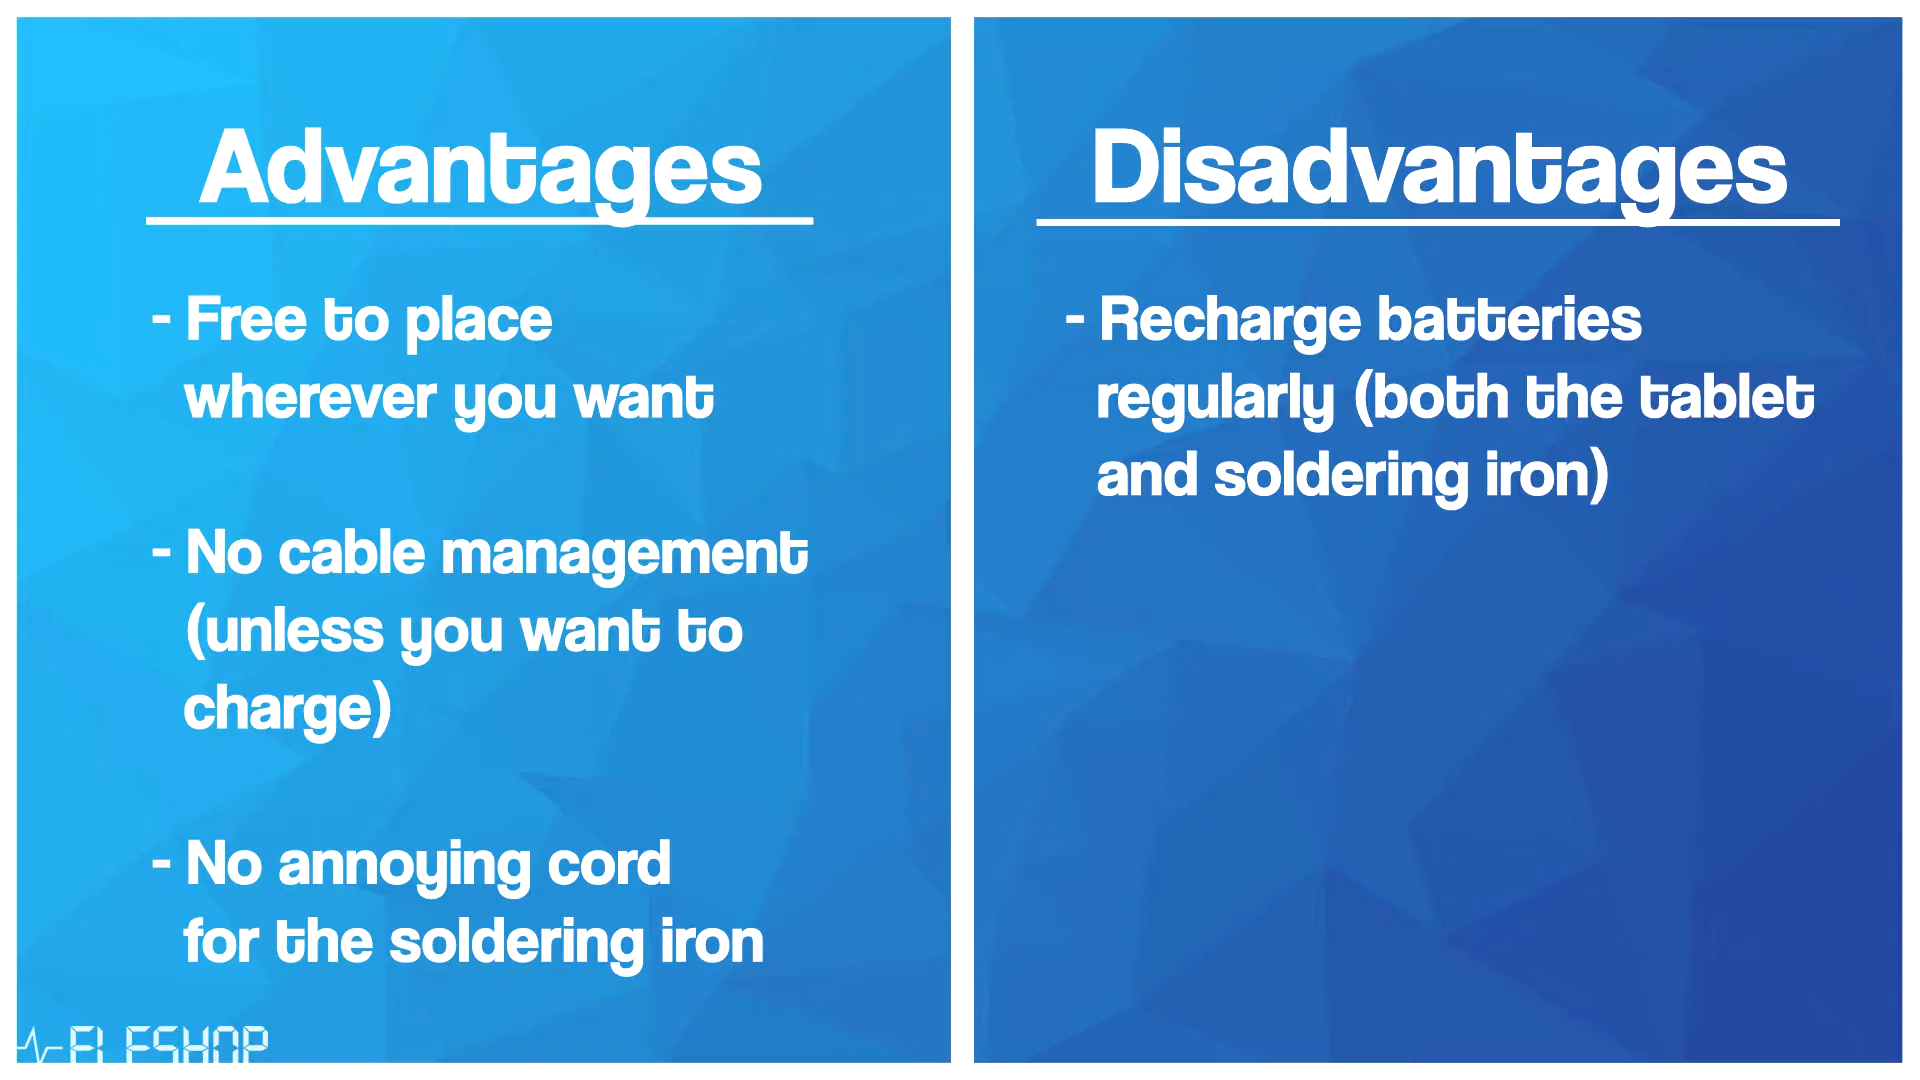 Advantages
- Free to place
wherever you want
- No cable management
(unless you want to
charge)
- No annoying cord
for the soldering iron
Disadvantages
- Recharge batteries
regularly (both the tablet
and soldering iron)
ELESHOP